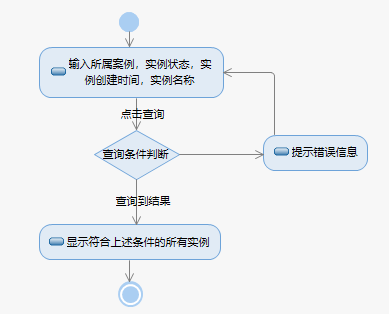 输入所属案例，实例状态，实
例创建时间，实例名称
点击查询
查询条件判断
提示错误信息
查询到结果
显示符合上述条件的所有实例